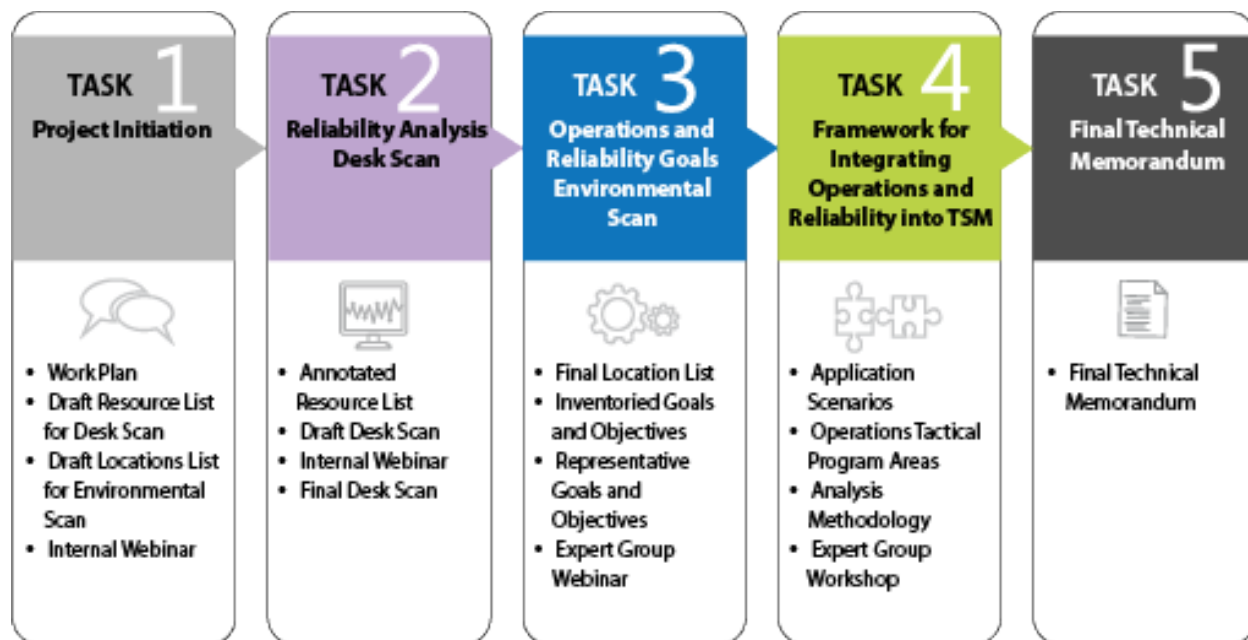 TASK 1
Project Initiation
• Work Plan
• Draft Resource List
for Desk Scan
• Draft Locations List
for Environmental
Scan
• Internal Webinar
TASK 2
Reliability Analysis
Desk Scan
• Annotated
Resource List
• Draft Desk Scan
• Internal Webinar
• Final Desk Scan
TASK 3
Operations and
Reliability Goals
Environmental
Scan
• Final Location List
• Inventoried Goals
and Objectives
• Representative
Goals and
Objectives
• Expert Group
Webinar
TASK 4
Framework for
Integrating
Operations and
Reliability into TSM
• Application
Scenarios
• Operations Tactical
Program Areas
• Analysis
Methodology
• Expert Group
Workshop
TASK 5
Final Technical
Memorandum
• Final Technical
Memorandum